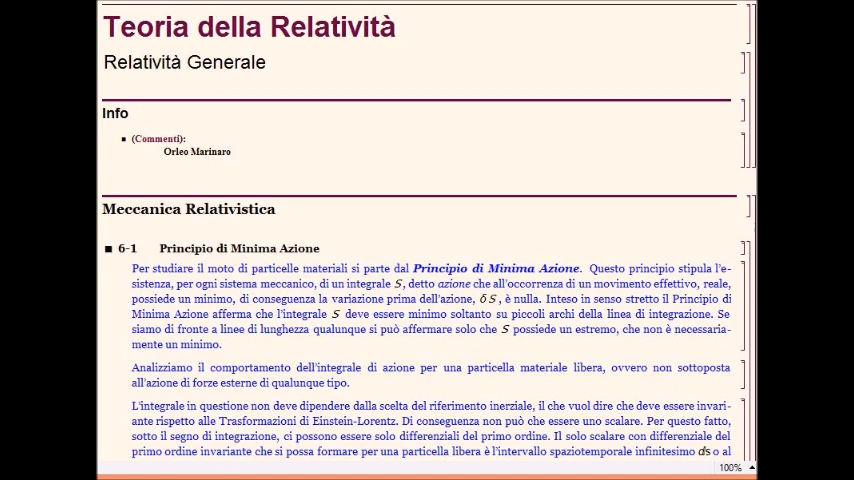 Teoria della Relatività
Relatività Generale
Info
(Commenti):
Orleo Marinaro
Meccanica Relativistica
6-1 Principio di Minima Azione
Per studiare il moto di particelle materiali si parte dal Principio di Minima Azione. Questo principio stipula l'e-
sistenza, per ogni sistema meccanico, di un integrale S, detto azione che all'occorrenza di un movimento effettivo, reale,
possiede un minimo, di conseguenza la variazione prima dell'azione, δ S, è nulla. Inteso in senso stretto il Principio di
Minima Azione afferma che l'integrale S deve essere minimo soltanto su piccoli archi della linea di integrazione. Se
siamo di fronte a linee di lunghezza qualunque si può affermare solo che S possiede un estremo, che non è necessaria-
mente un minimo.
Analizziamo il comportamento dell'integrale di azione per una particella materiale libera, ovvero non sottoposta
all'azione di forze esterne di qualunque tipo.
L'integrale in questione non deve dipendere dalla scelta del riferimento inerziale, il che vuol dire che deve essere invari-
ante rispetto alle Trasformazioni di Einstein-Lorentz. Di conseguenza non può che essere uno scalare. Per questo fatto,
sotto il segno di integrazione, ci possono essere solo differenziali del primo ordine. Il solo scalare con differenziale del
primo ordine invariante che si possa formare per una particella libera è l'intervallo spaziotemporale infinitesimo ds o al
100%